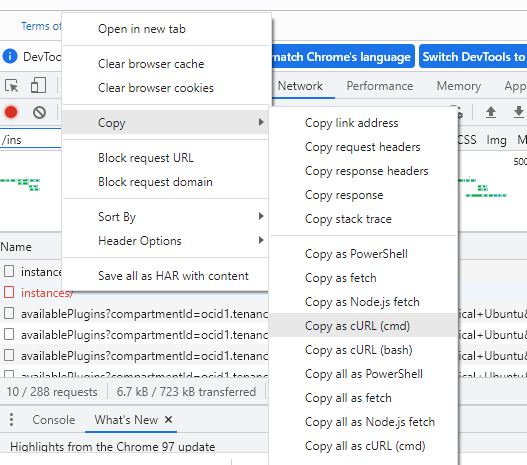 Terms of
Open in new tab
DevTool
match Chrome's language
Switch DevTools to
Clear browser cache
Clear browser cookies
Network
Performance
Memory
App
Copy
Copy link address
/ins
Copy request headers
CSS
Img
M
Block request URL
Copy response headers
500
Block request domain
Copy response
Sort By
Copy stack trace
Header Options
Name
Copy as PowerShell
Save all as HAR with content
instances/
Copy as fetch
Copy as Node.js fetch
availablePlugins?compartmentId=ocid1.tenanc
ical+Ubuntu&
Copy as cURL (cmd)
availablePlugins?compartmentId=ocid1.tenanc
ical+Ubuntu&
Copy as cURL (bash)
availablePlugins?compartmentId=ocid1.tenanc
ical+Ubuntu&
Copy all as PowerShell
availablePlugins?compartmentId=ocid1.tenanc
ical+Ubuntu&
10 / 288 requests
6.7 kB / 723 kB transferred
Copy all as fetch
Console
What's New
Copy all as Node.js fetch
Highlights from the Chrome 97 update
Copy all as cURL (cmd)